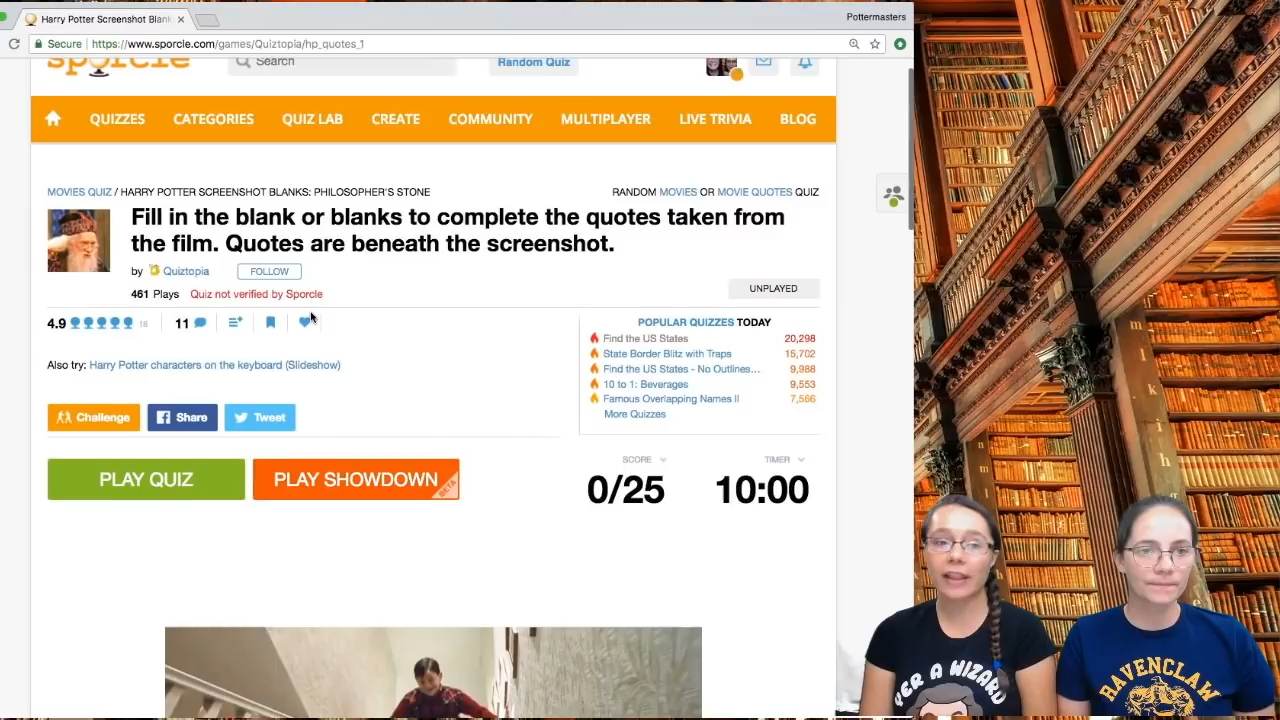 Harry Potter Screenshot Blank
Pottermasters
Secure https://www.sporcle.com/games/Quiztopia/hp_quotes_1
sporcle
Search
Random Quiz
QUIZZES CATEGORIES QUIZ LAB CREATE COMMUNITY MULTIPLAYER LIVE TRIVIA BLOG
MOVIES QUIZ / HARRY POTTER SCREENSHOT BLANKS: PHILOSOPHER'S STONE
RANDOM MOVIES OR MOVIE QUOTES QUIZ
Fill in the blank or blanks to complete the quotes taken from
the film. Quotes are beneath the screenshot.
by Quiztopia FOLLOW
461 Plays Quiz not verified by Sporcle
UNPLAYED
4.9 18 11
POPULAR QUIZZES TODAY
Find the US States 20,298
State Border Blitz with Traps 15,702
Find the US States - No Outlines... 9,988
10 to 1: Beverages 9,553
Famous Overlapping Names II 7,566
More Quizzes
Also try: Harry Potter characters on the keyboard (Slideshow)
Challenge Share Tweet
PLAY QUIZ PLAY SHOWDOWN BETA
SCORE TIMER
0/25 10:00
YER A WIZARD
RAVENCLAW